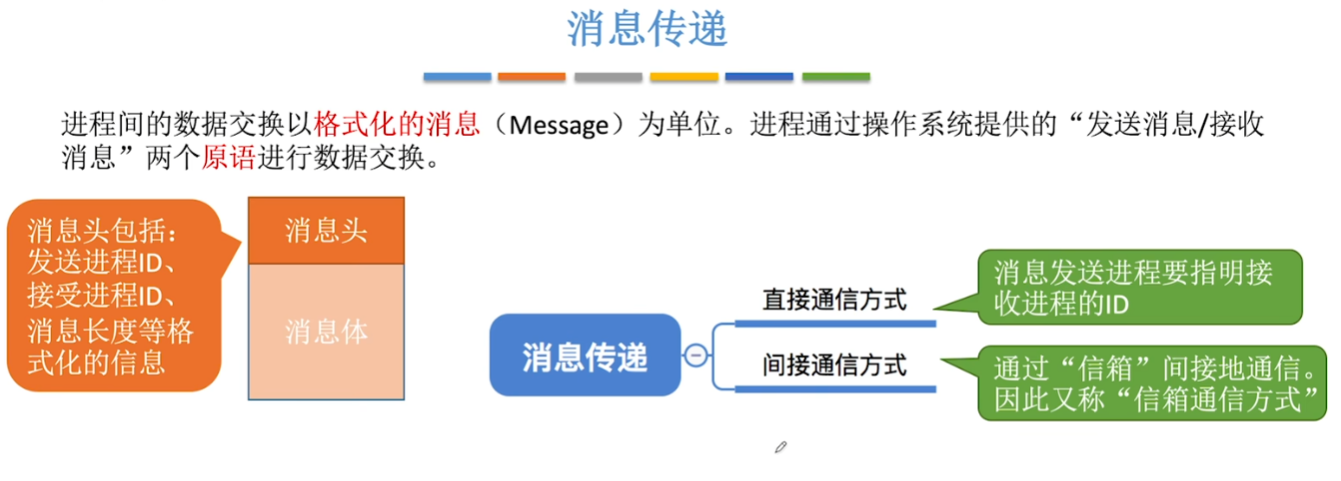 消息传递
进程间的数据交换以格式化的消息（Message）为单位。进程通过操作系统提供的“发送消息/接收
消息”两个原语进行数据交换。
消息头包括：
发送进程ID、
接受进程ID、
消息长度等格
式化的信息
消息头
消息体
消息传递
直接通信方式
间接通信方式
消息发送进程要指明接
收进程的ID
通过“信箱”间接地通信。
因此又称“信箱通信方式”